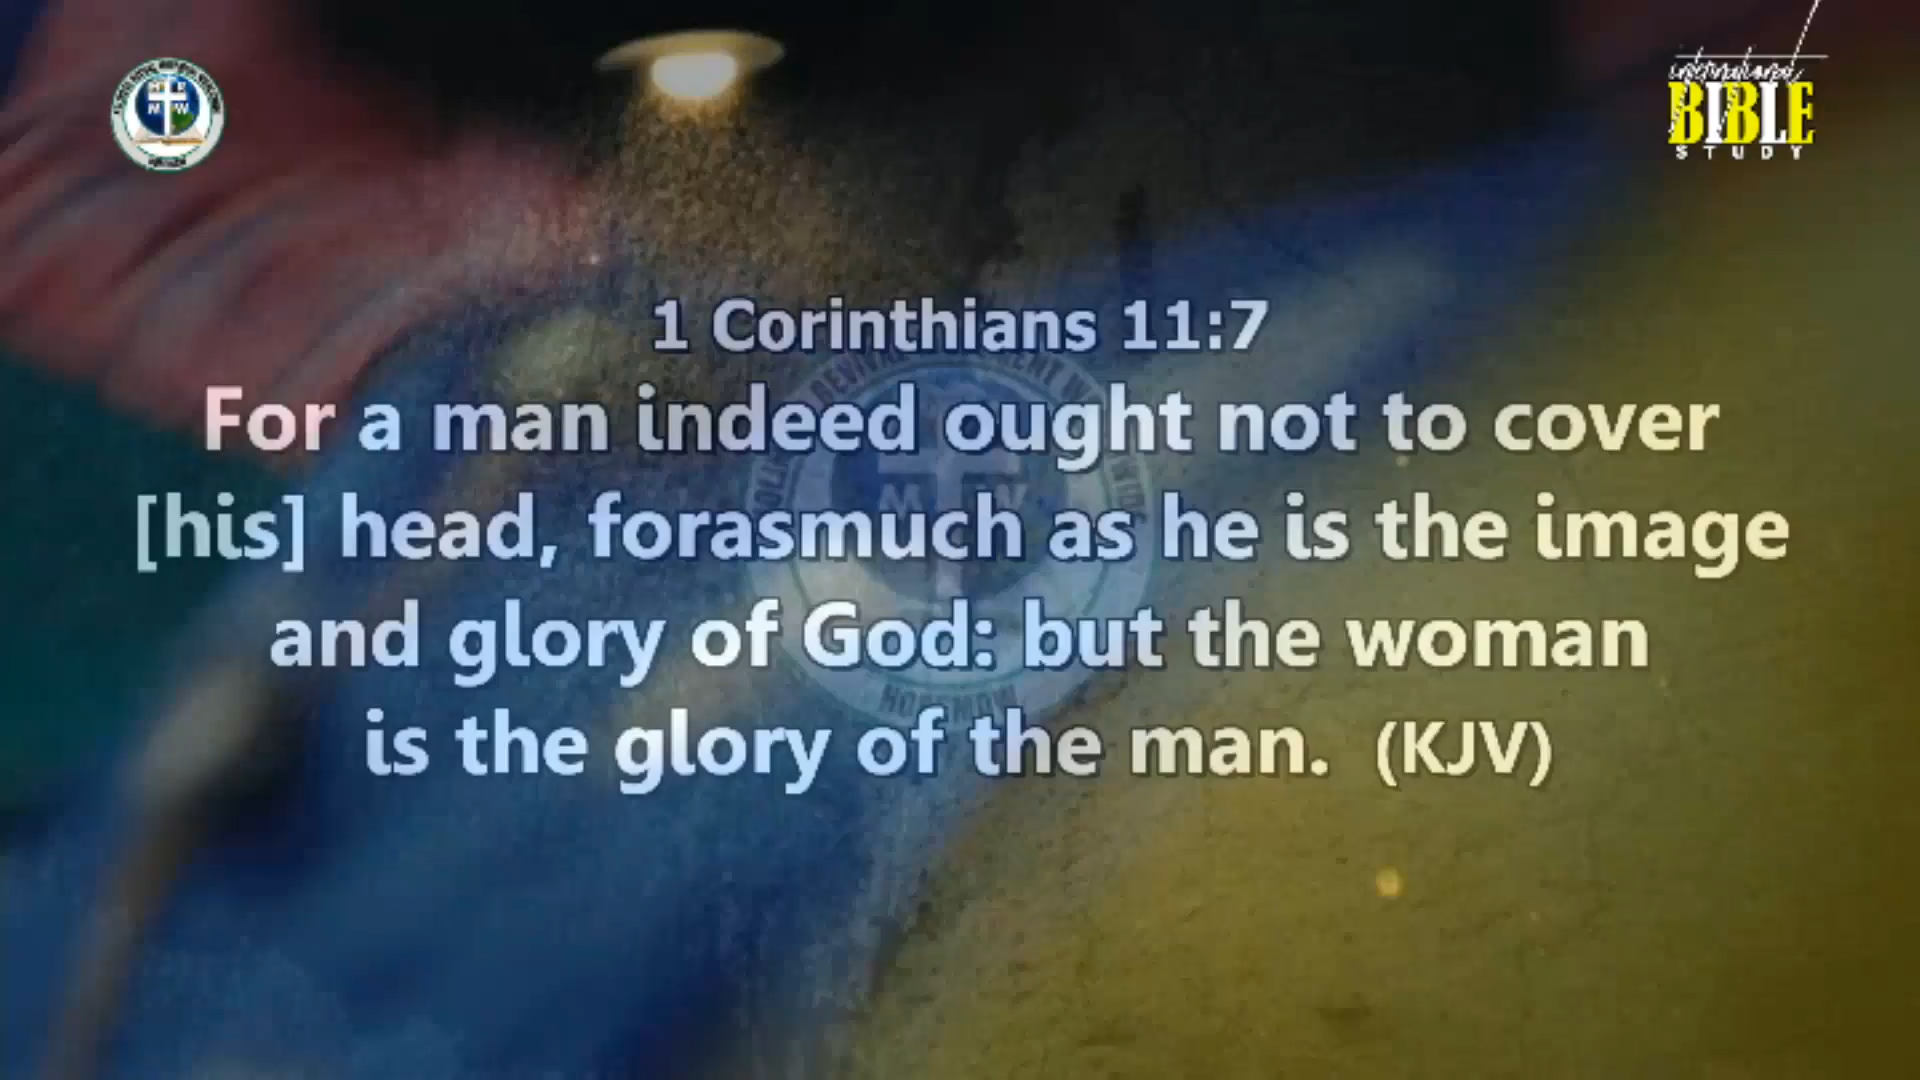 international
BIBLE
STUDY
1 Corinthians 11:7
For a man indeed ought not to cover
[his] head, forasmuch as he is the image
and glory of God: but the woman
is the glory of the man. (KJV)